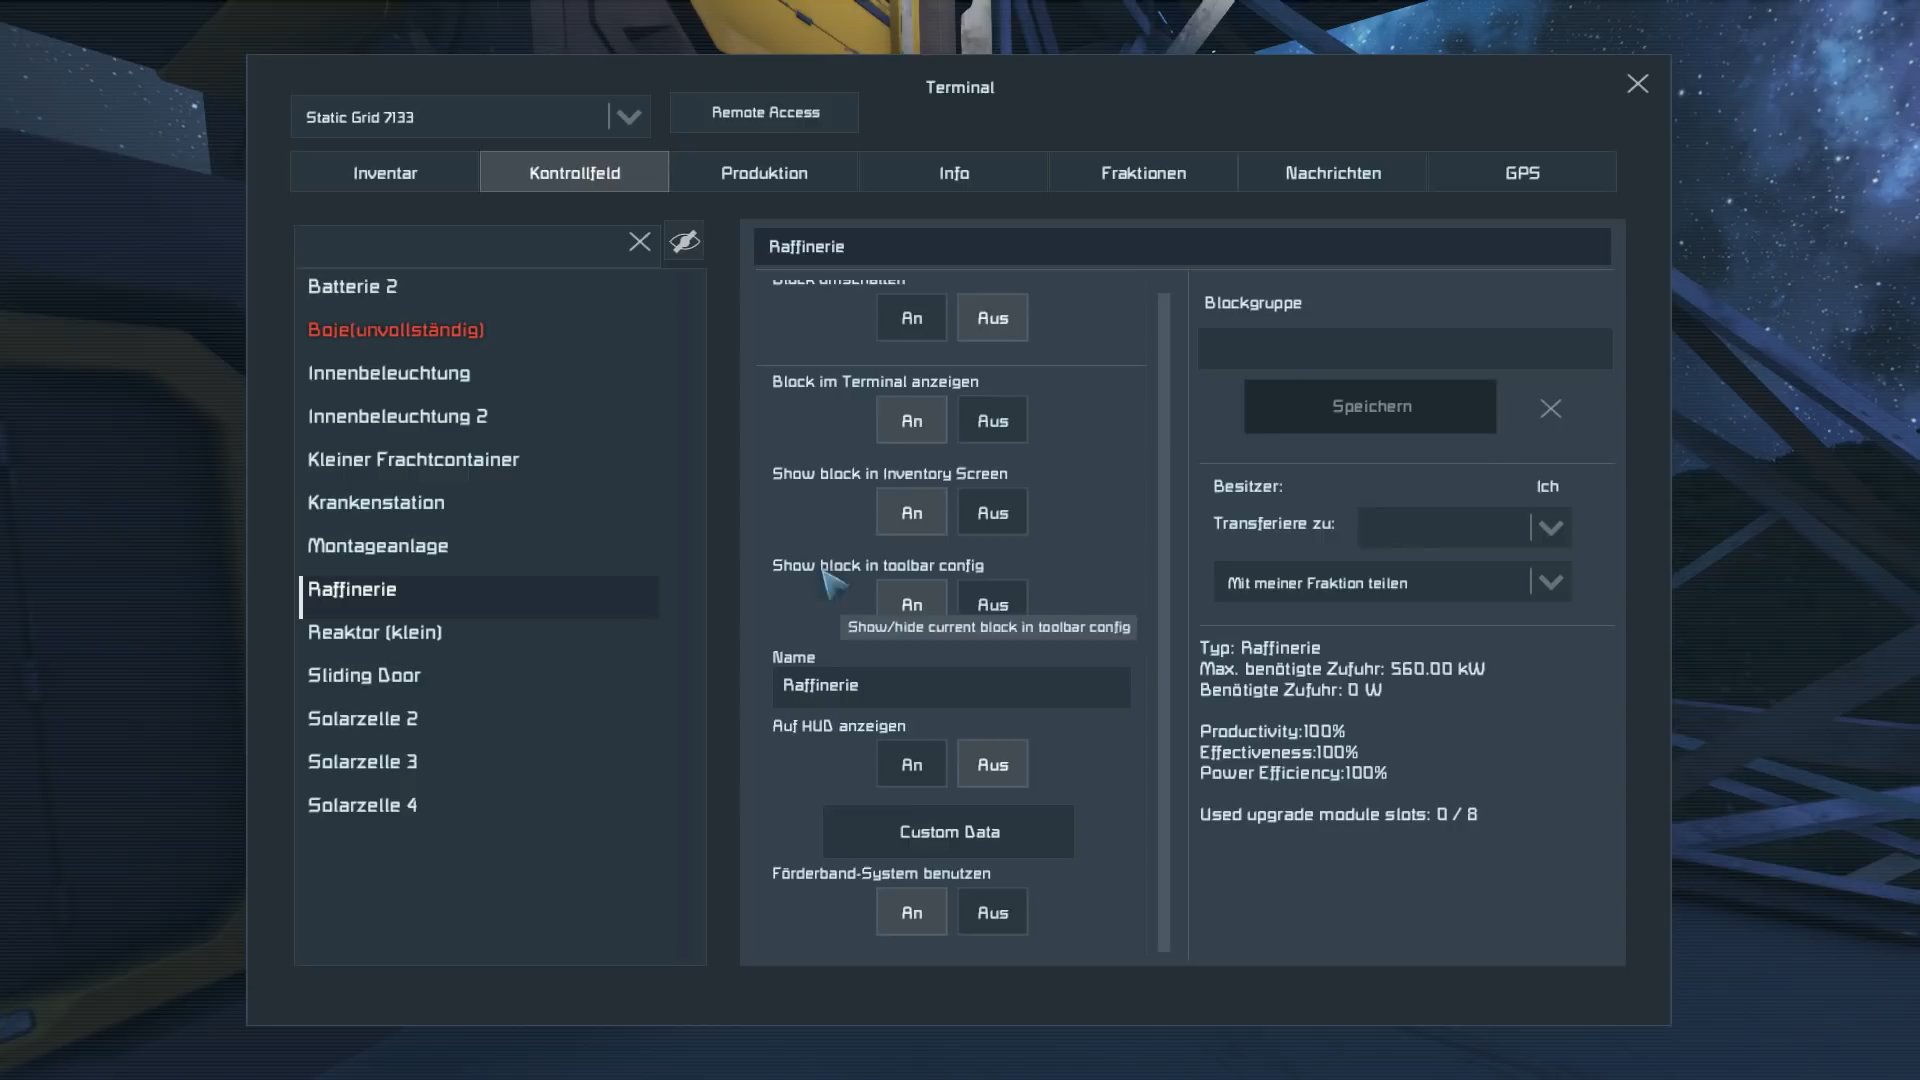 Terminal
Static Grid 7133
Remote Access
Inventar
Kontrollfeld
Produktion
Info
Fraktionen
Nachrichten
GPS
Batterie 2
Boje(unvollständig)
Innenbeleuchtung
Innenbeleuchtung 2
Kleiner Frachtcontainer
Krankenstation
Montageanlage
Raffinerie
Reaktor (klein)
Sliding Door
Solarzelle 2
Solarzelle 3
Solarzelle 4
Raffinerie
Block umschalten
An Aus
Block im Terminal anzeigen
An Aus
Show block in Inventory Screen
An Aus
Show block in toolbar config
An Aus
Show/hide current block in toolbar config
Name
Raffinerie
Auf HUD anzeigen
An Aus
Custom Data
Förderband-System benutzen
An Aus
Blockgruppe
Speichern
Besitzer: Ich
Transferiere zu:
Mit meiner Fraktion teilen
Typ: Raffinerie
Max. benötigte Zufuhr: 560.00 kW
Benötigte Zufuhr: 0 W
Productivity:100%
Effectiveness:100%
Power Efficiency:100%
Used upgrade module slots: 0 / 8